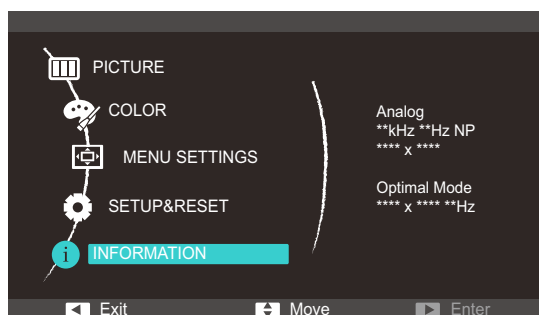 PICTURE
COLOR
MENU SETTINGS
SETUP&RESET
i INFORMATION
Analog
**kHz **Hz NP
**** x ****
Optimal Mode
**** x **** **Hz
Exit Move Enter